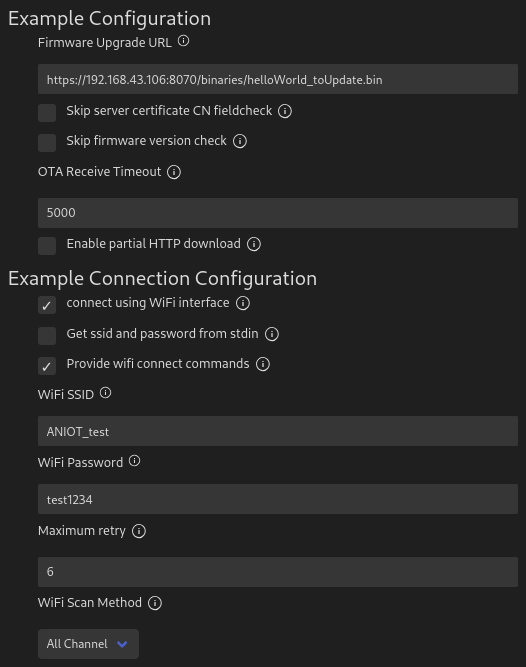 Example Configuration
Firmware Upgrade URL
https://192.168.43.106:8070/binaries/helloWorld_toUpdate.bin
Skip server certificate CN fieldcheck
Skip firmware version check
OTA Receive Timeout
5000
Enable partial HTTP download
Example Connection Configuration
connect using WiFi interface
Get ssid and password from stdin
Provide wifi connect commands
WiFi SSID
ANIOT_test
WiFi Password
test1234
Maximum retry
6
WiFi Scan Method
All Channel